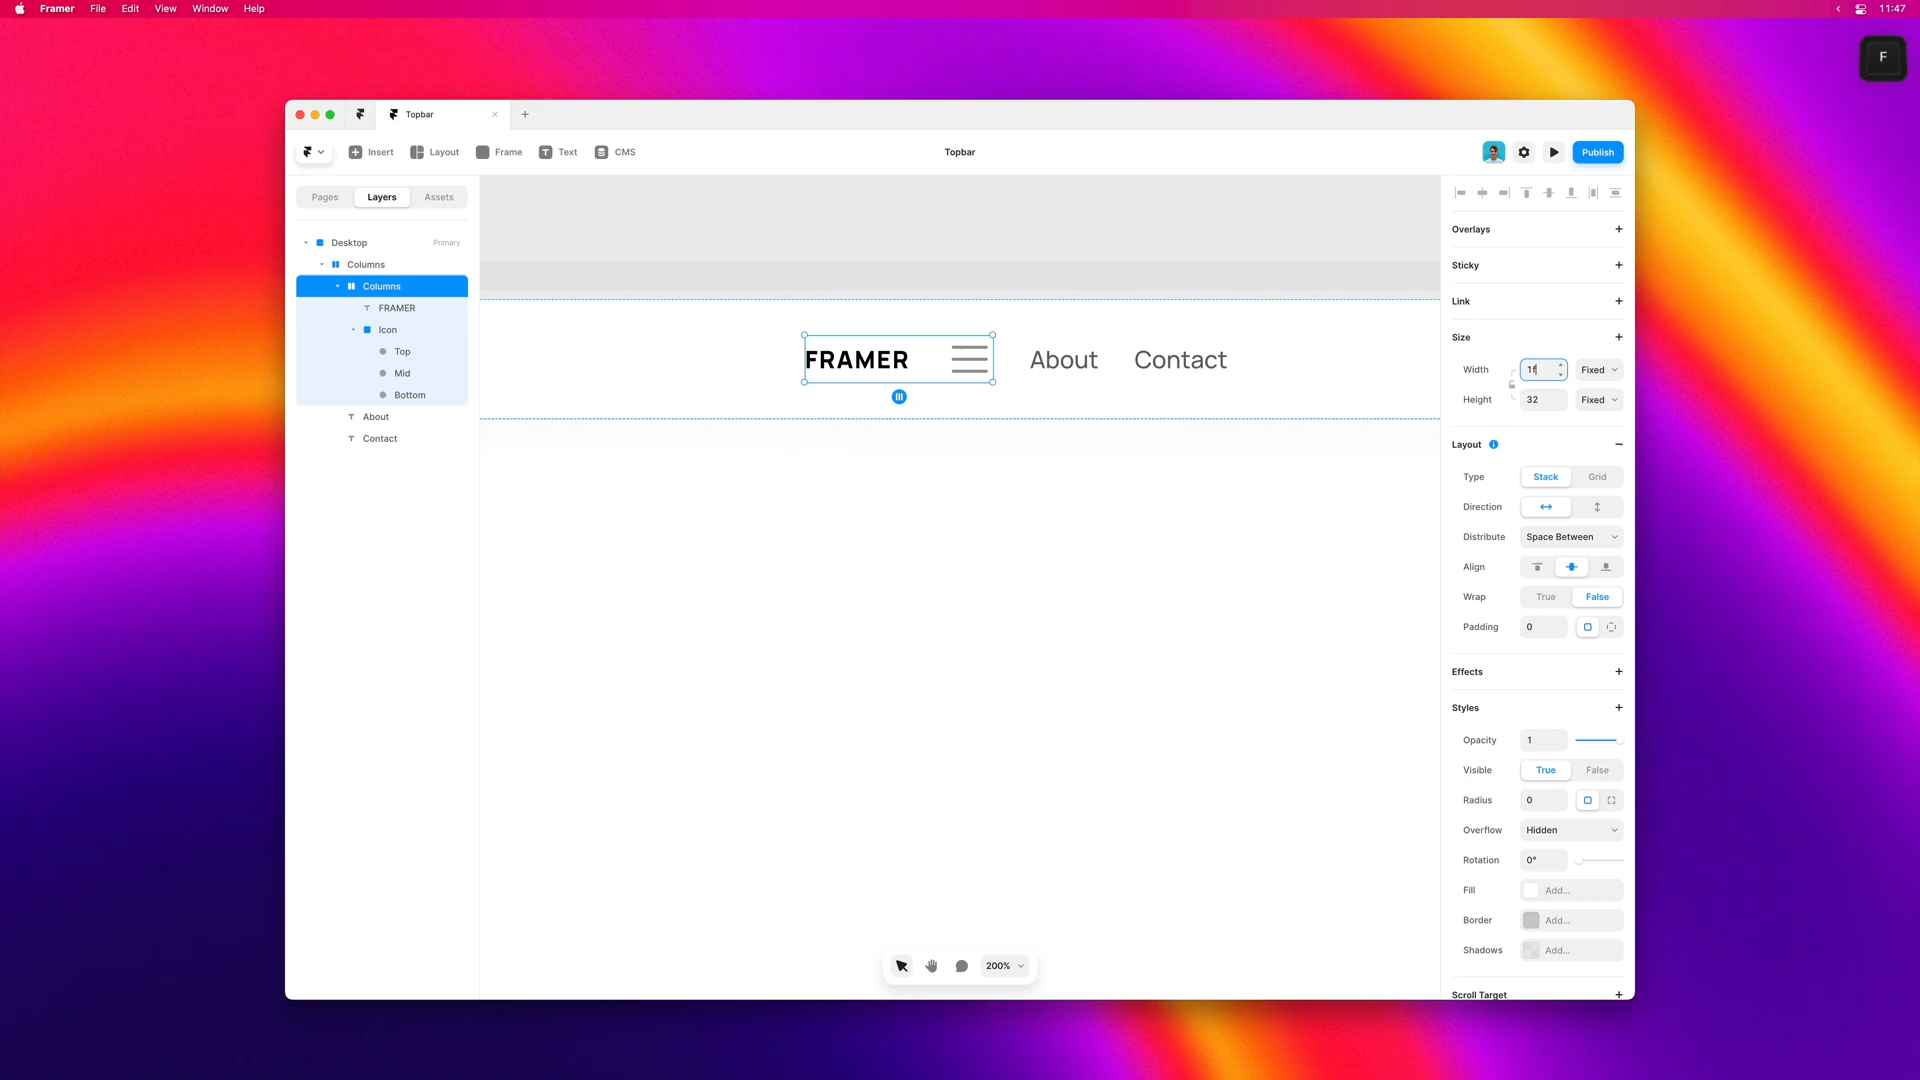 Framer File Edit View Window Help 11:47
F
Topbar
Insert Layout Frame Text CMS Topbar Publish
Pages Layers Assets
Desktop Primary
Columns
Columns
FRAMER
Icon
Top
Mid
Bottom
About
Contact
FRAMER About Contact
200%
Overlays
Sticky
Link
Size
Width 1f Fixed
Height 32 Fixed
Layout
Type Stack Grid
Direction
Distribute Space Between
Align
Wrap True False
Padding 0
Effects
Styles
Opacity 1
Visible True False
Radius 0
Overflow Hidden
Rotation 0°
Fill Add...
Border Add...
Shadows Add...
Scroll Target